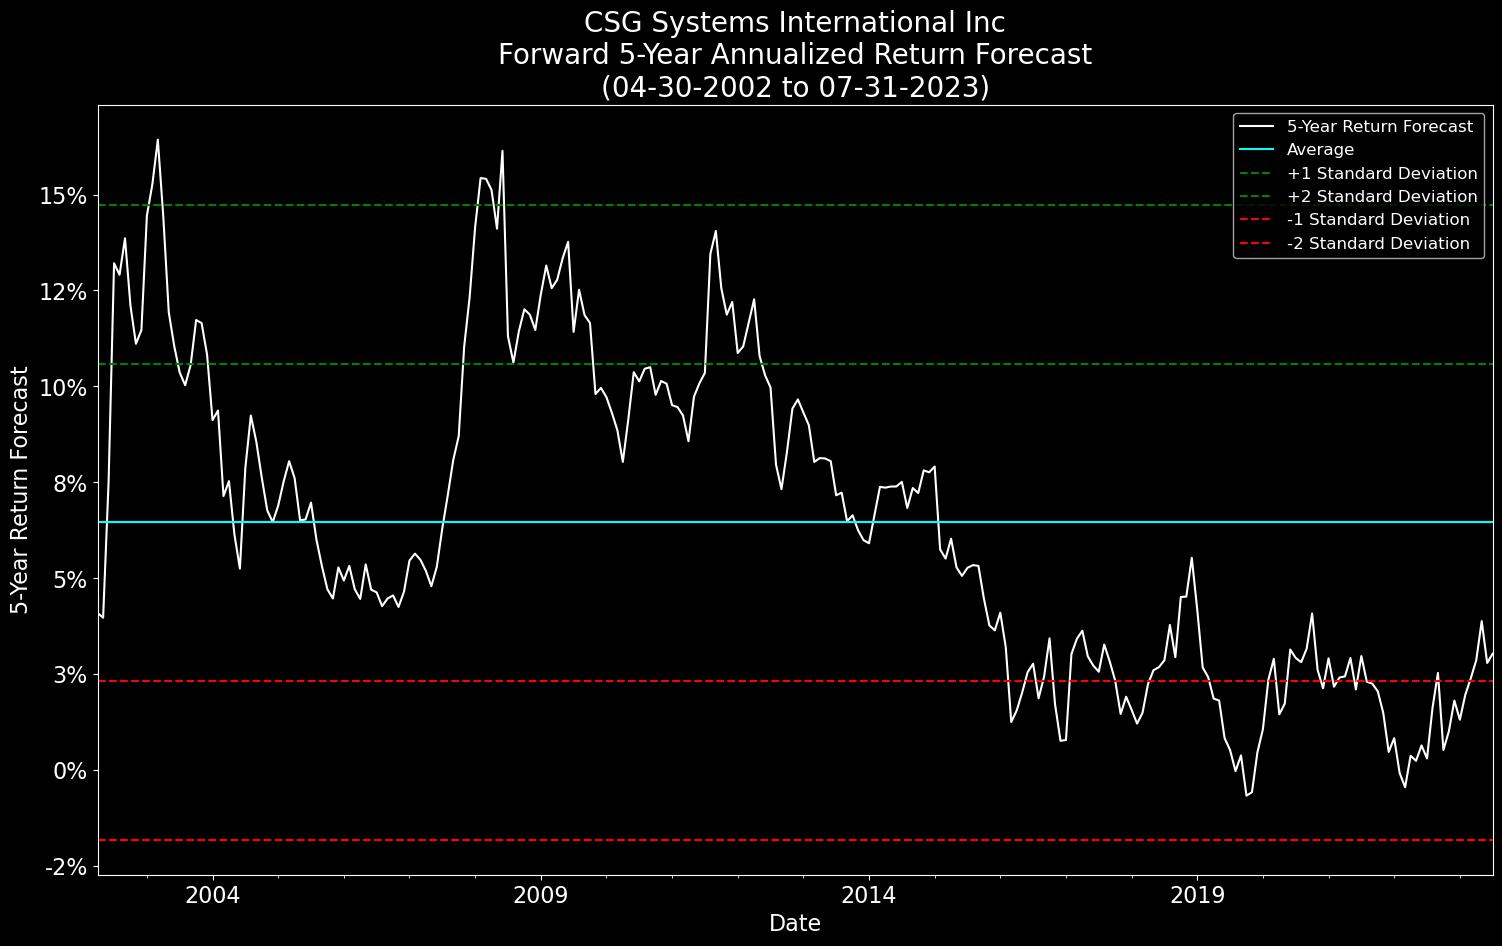 CSG Systems International Inc
Forward 5-Year Annualized Return Forecast
(04-30-2002 to 07-31-2023)
5-Year Return Forecast
Average
+1 Standard Deviation
+2 Standard Deviation
-1 Standard Deviation
-2 Standard Deviation
5-Year Return Forecast
15%
12%
10%
8%
5%
3%
0%
-2%
2004 2009 2014 2019
Date